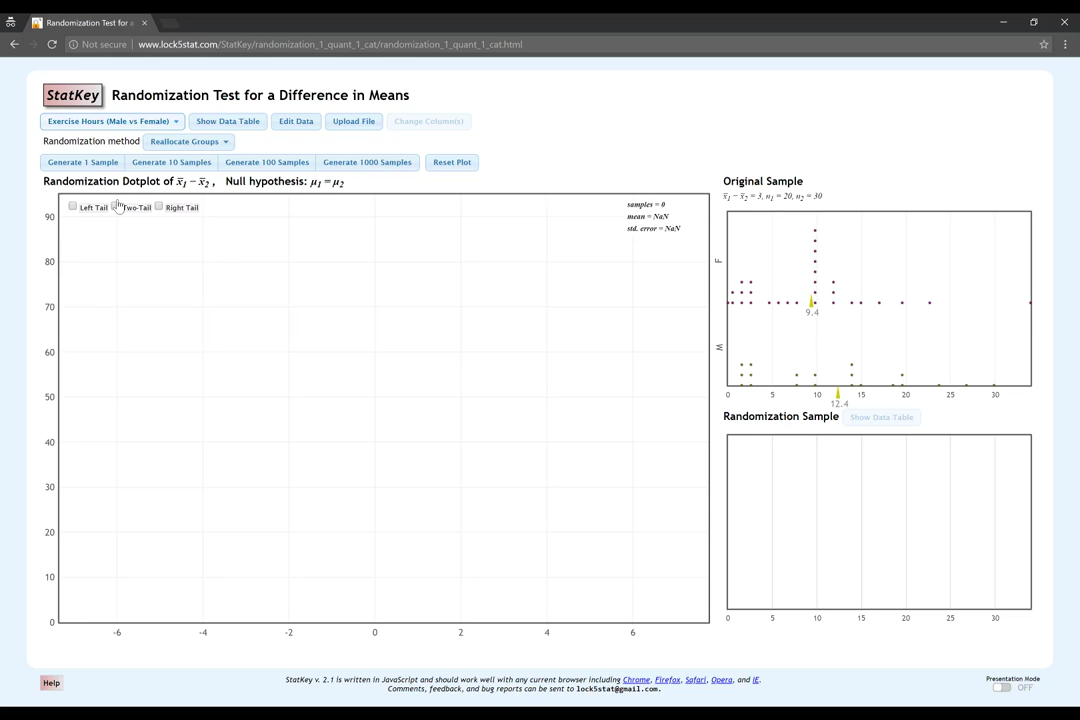 Randomization Test for a
Not secure www.lock5stat.com/StatKey/randomization_1_quant_1_cat/randomization_1_quant_1_cat.html
StatKey Randomization Test for a Difference in Means
Exercise Hours (Male vs Female) Show Data Table Edit Data Upload File Change Column(s)
Randomization method Reallocate Groups
Generate 1 Sample Generate 10 Samples Generate 100 Samples Generate 1000 Samples Reset Plot
Randomization Dotplot of x̅₁ − x̅₂ , Null hypothesis: μ₁ = μ₂
Left Tail Two-Tail Right Tail
samples = 0
mean = NaN
std. error = NaN
90
80
70
60
50
40
30
20
10
0
-6 -4 -2 0 2 4 6
Original Sample
x̅₁ − x̅₂ = 3, n₁ = 20, n₂ = 30
F
9.4
M
0 5 10 15 20 25 30
12.4
Randomization Sample Show Data Table
0 5 10 15 20 25 30
Help
StatKey v. 2.1 is written in JavaScript and should work well with any current browser including Chrome, Firefox, Safari, Opera, and IE.
Comments, feedback, and bug reports can be sent to lock5stat@gmail.com.
Presentation Mode
OFF